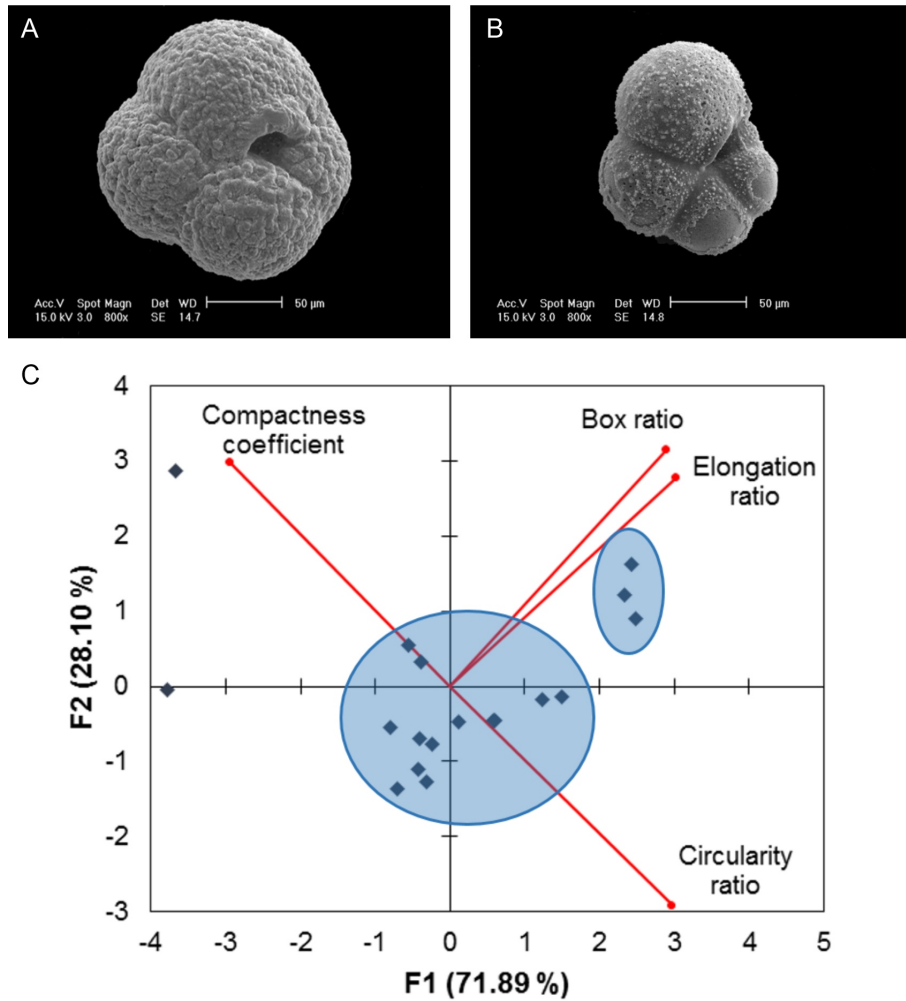 A
Acc.V Spot Magn Det WD
15.0 kV 3.0 800x SE 14.7
50 µm
B
Acc.V Spot Magn Det WD
15.0 kV 3.0 800x SE 14.8
50 µm
C
Compactness
coefficient
Box ratio
Elongation
ratio
Circularity
ratio
F2 (28.10 %)
4
3
2
1
0
-1
-2
-3
-4 -3 -2 -1 0 1 2 3 4 5
F1 (71.89 %)